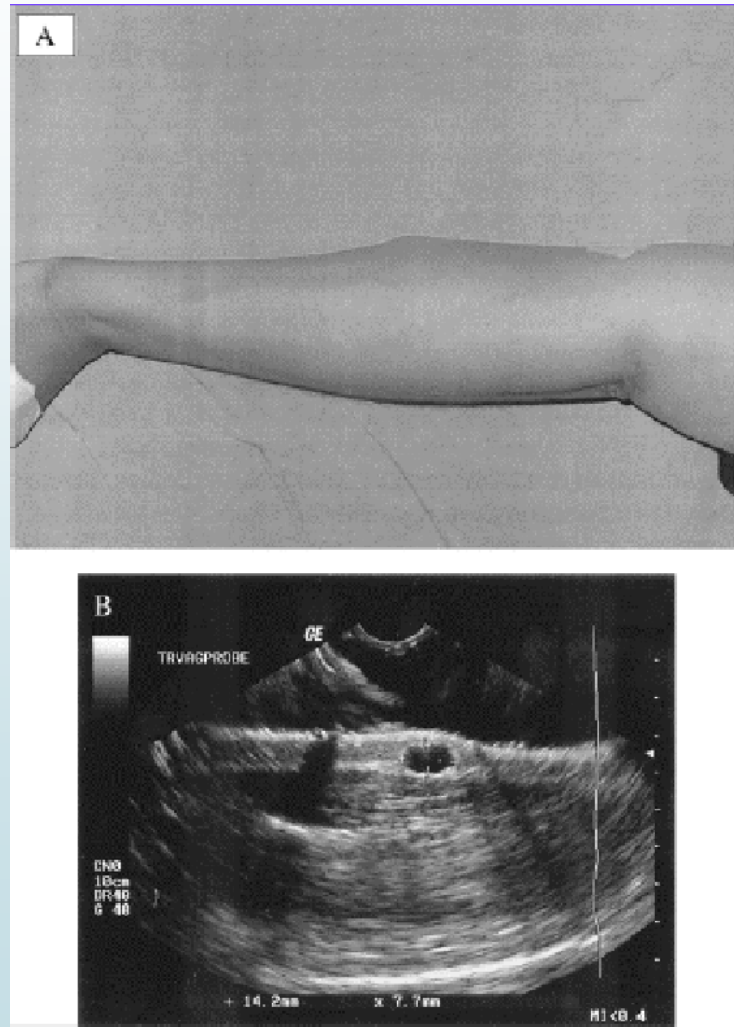 A
B
GE
TRVAGPROBE
CN0
10cm
DR40
G 40
+ 14.2mm x 7.7mm
MI<0.4